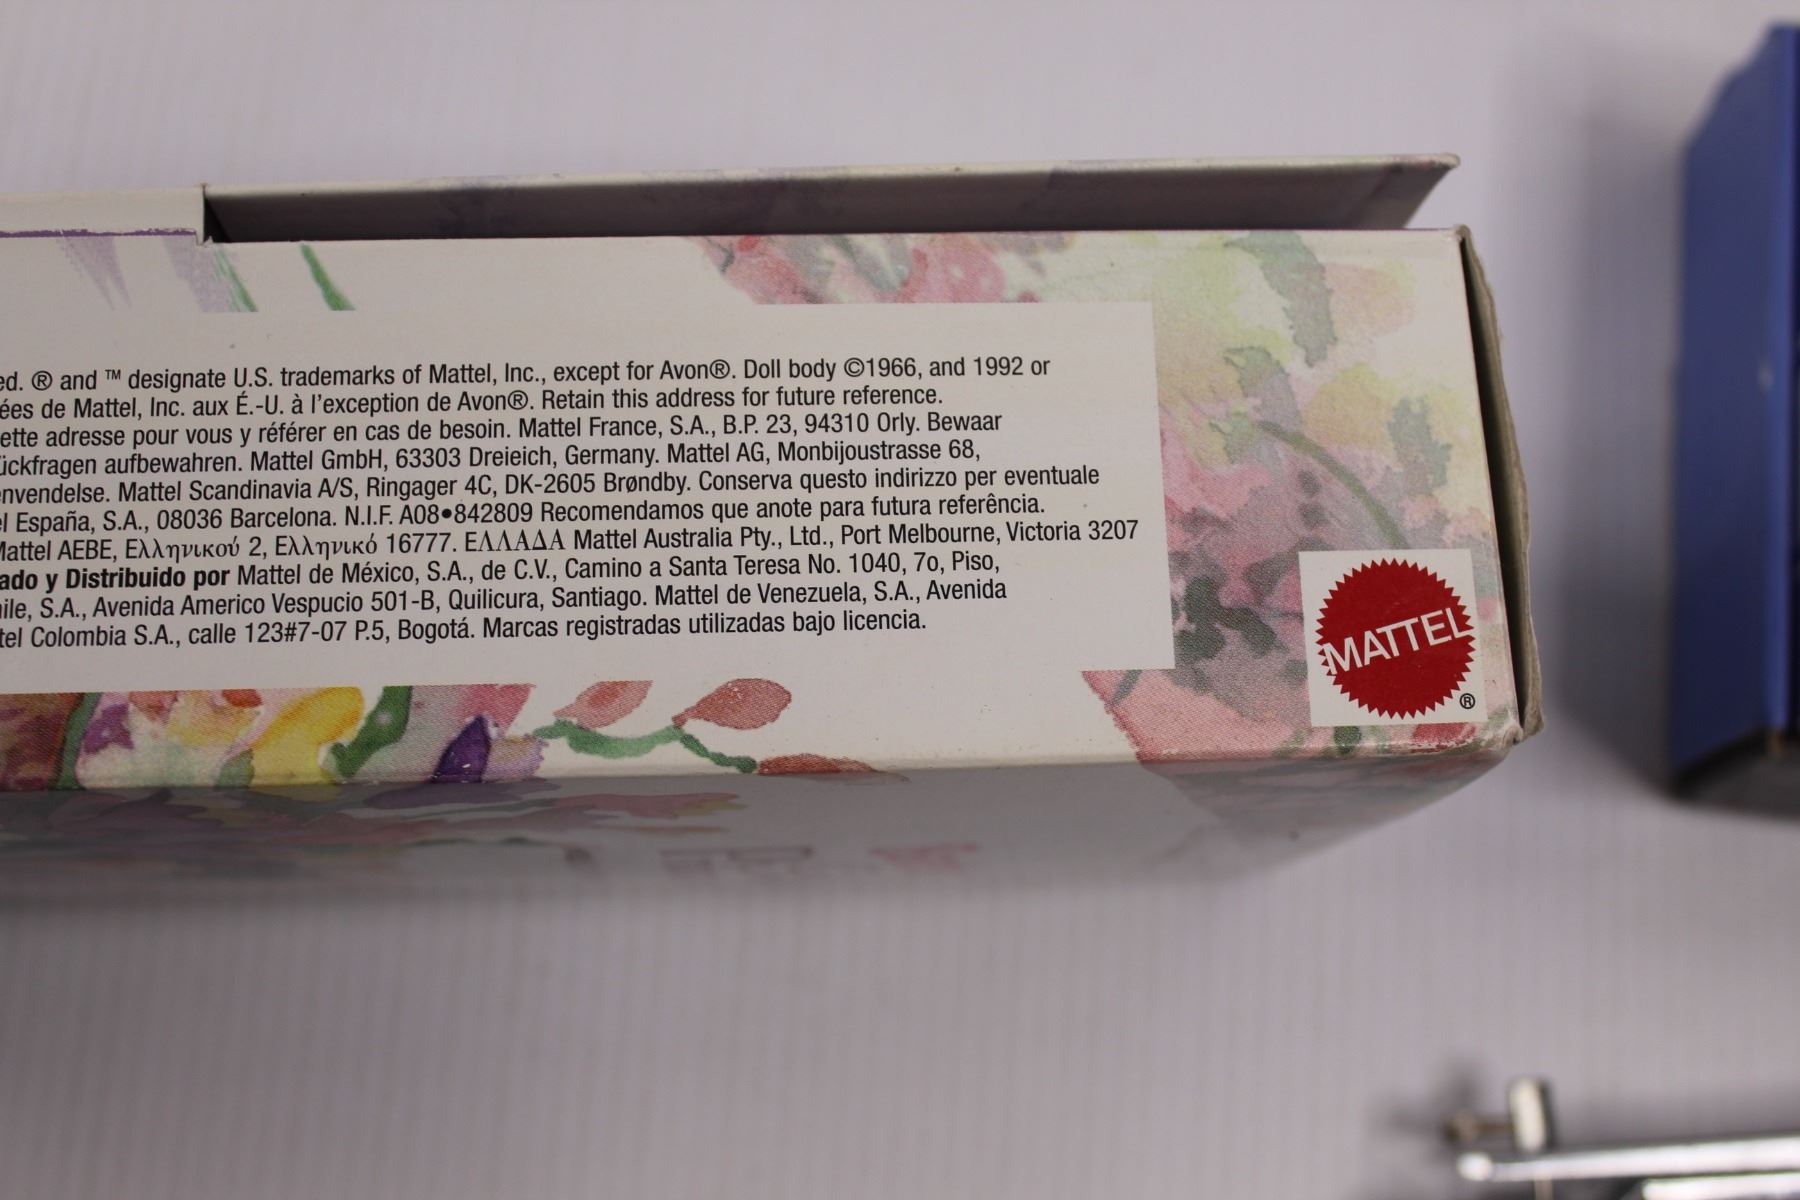 ed. ® and ™ designate U.S. trademarks of Mattel, Inc., except for Avon®. Doll body ©1966, and 1992 or
ées de Mattel, Inc. aux É.-U. à l'exception de Avon®. Retain this address for future reference.
ette adresse pour vous y référer en cas de besoin. Mattel France, S.A., B.P. 23, 94310 Orly. Bewaar
ückfragen aufbewahren. Mattel GmbH, 63303 Dreieich, Germany. Mattel AG, Monbijoustrasse 68,
nvendelse. Mattel Scandinavia A/S, Ringager 4C, DK-2605 Brøndby. Conserva questo indirizzo per eventuale
el España, S.A., 08036 Barcelona. N.I.F. A08•842809 Recomendamos que anote para futura referência.
Mattel AEBE, Ελληνικού 2, Ελληνικό 16777. ΕΛΛΑΔΑ Mattel Australia Pty., Ltd., Port Melbourne, Victoria 3207
ado y Distribuido por Mattel de México, S.A., de C.V., Camino a Santa Teresa No. 1040, 7o, Piso,
hile, S.A., Avenida Americo Vespucio 501-B, Quilicura, Santiago. Mattel de Venezuela, S.A., Avenida
tel Colombia S.A., calle 123#7-07 P.5, Bogotá. Marcas registradas utilizadas bajo licencia.
MATTEL
®